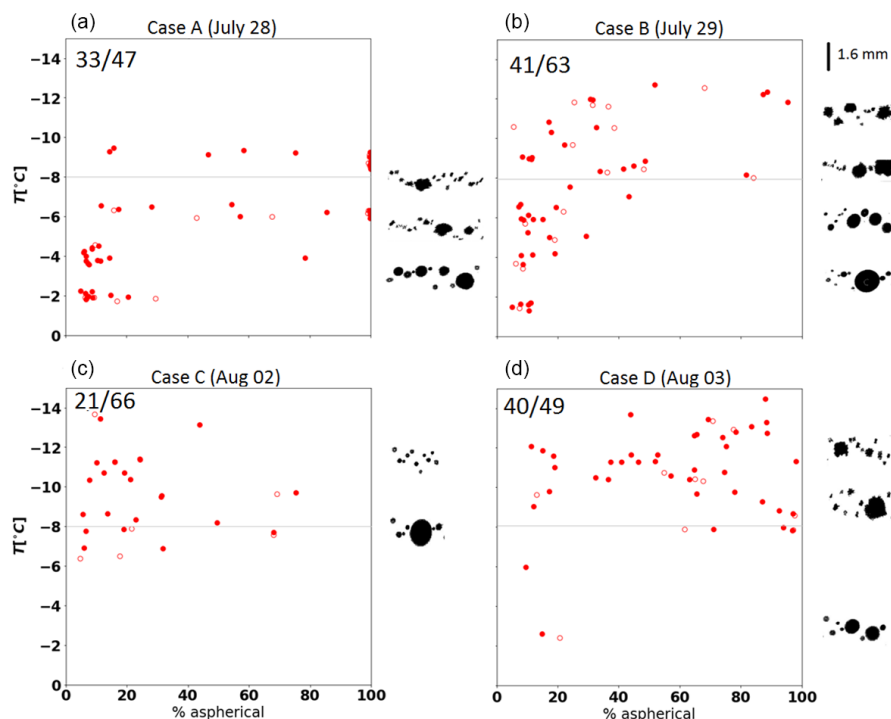 (a)
Case A (July 28)
33/47
−14
−12
−10
−8
−6
−4
−2
0
T[°C]
(b)
Case B (July 29)
41/63
1.6 mm
(c)
Case C (Aug 02)
21/66
−14
−12
−10
−8
−6
−4
−2
0
T[°C]
0 20 40 60 80 100
% aspherical
(d)
Case D (Aug 03)
40/49
0 20 40 60 80 100
% aspherical